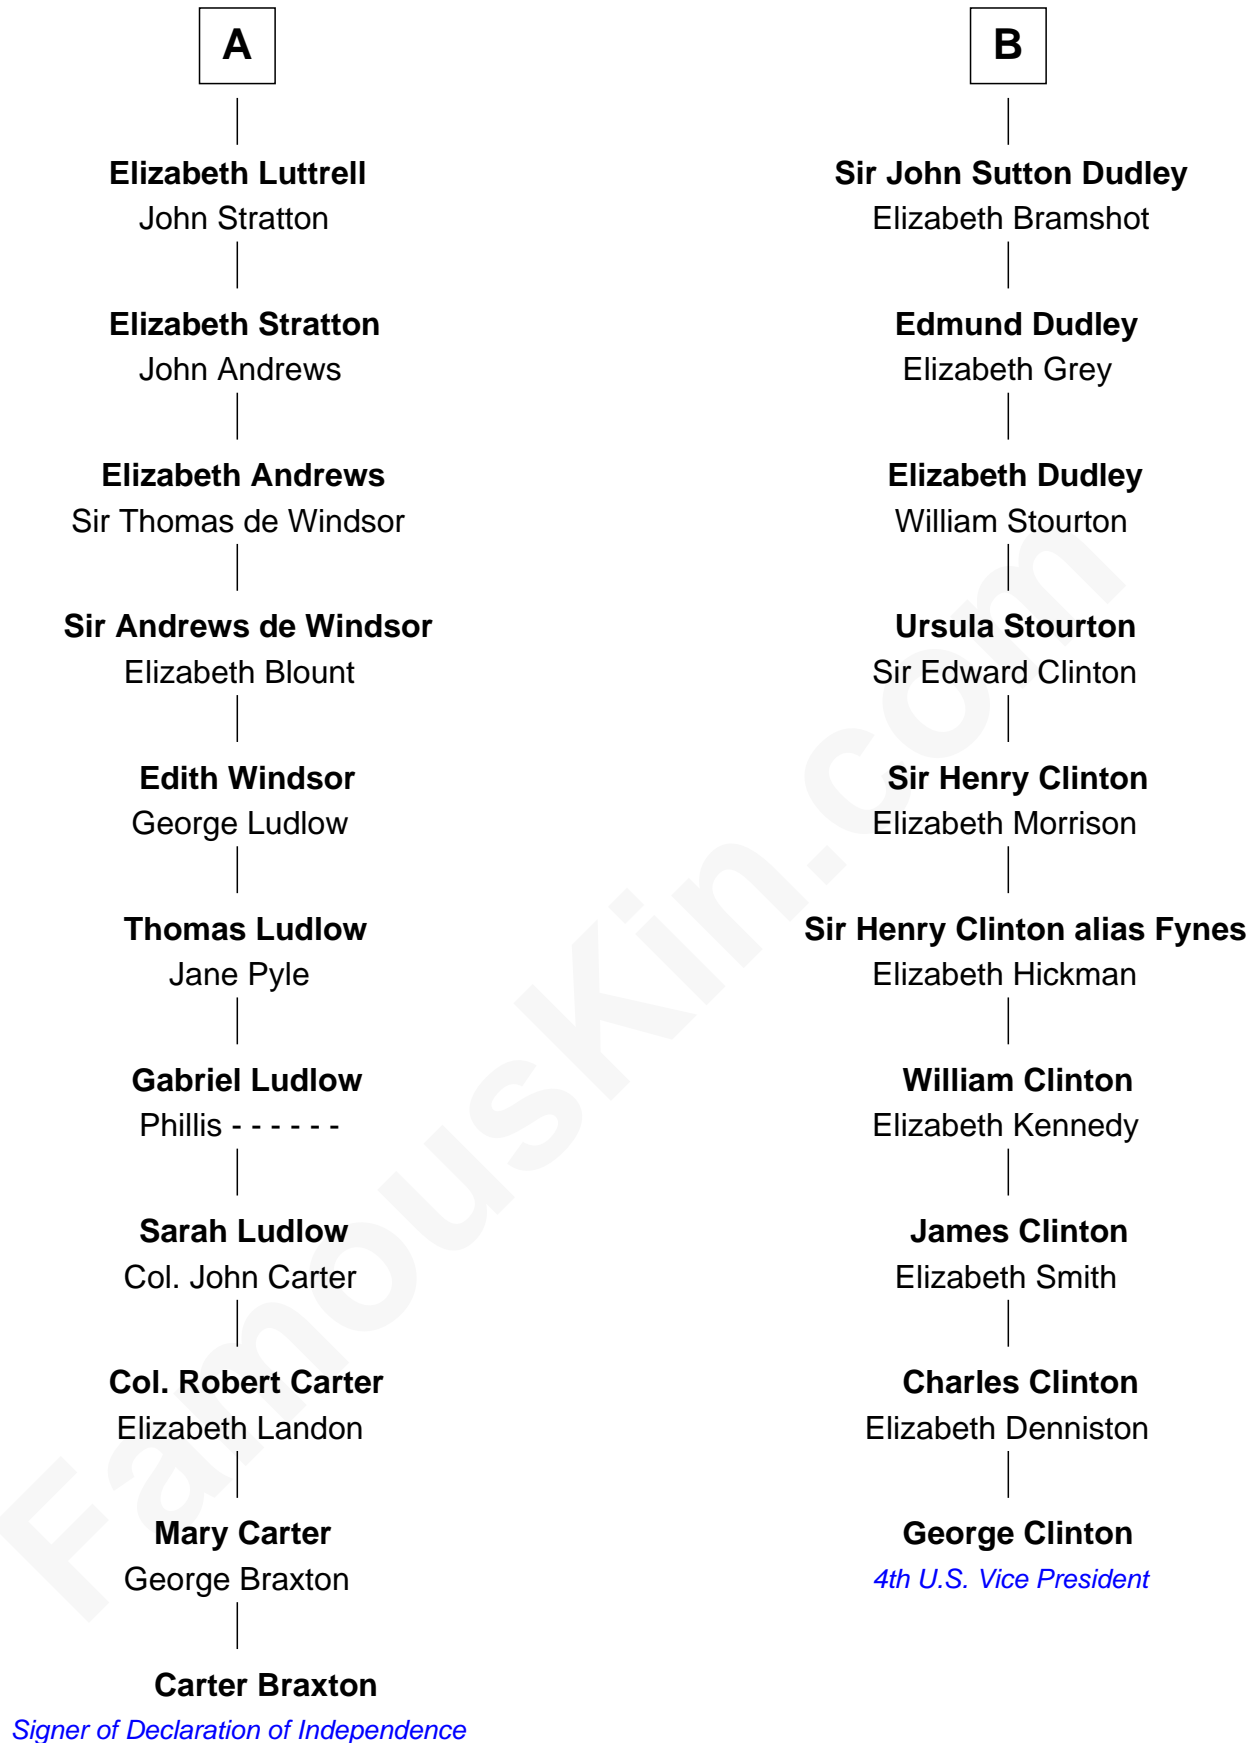 A
Elizabeth Luttrell
John Stratton
Elizabeth Stratton
John Andrews
Elizabeth Andrews
Sir Thomas de Windsor
Sir Andrews de Windsor
Elizabeth Blount
Edith Windsor
George Ludlow
Thomas Ludlow
Jane Pyle
Gabriel Ludlow
Phillis - - - - - -
Sarah Ludlow
Col. John Carter
Col. Robert Carter
Elizabeth Landon
Mary Carter
George Braxton
Carter Braxton
Signer of Declaration of Independence
B
Sir John Sutton Dudley
Elizabeth Bramshot
Edmund Dudley
Elizabeth Grey
Elizabeth Dudley
William Stourton
Ursula Stourton
Sir Edward Clinton
Sir Henry Clinton
Elizabeth Morrison
Sir Henry Clinton alias Fynes
Elizabeth Hickman
William Clinton
Elizabeth Kennedy
James Clinton
Elizabeth Smith
Charles Clinton
Elizabeth Denniston
George Clinton
4th U.S. Vice President
FamousKin.com